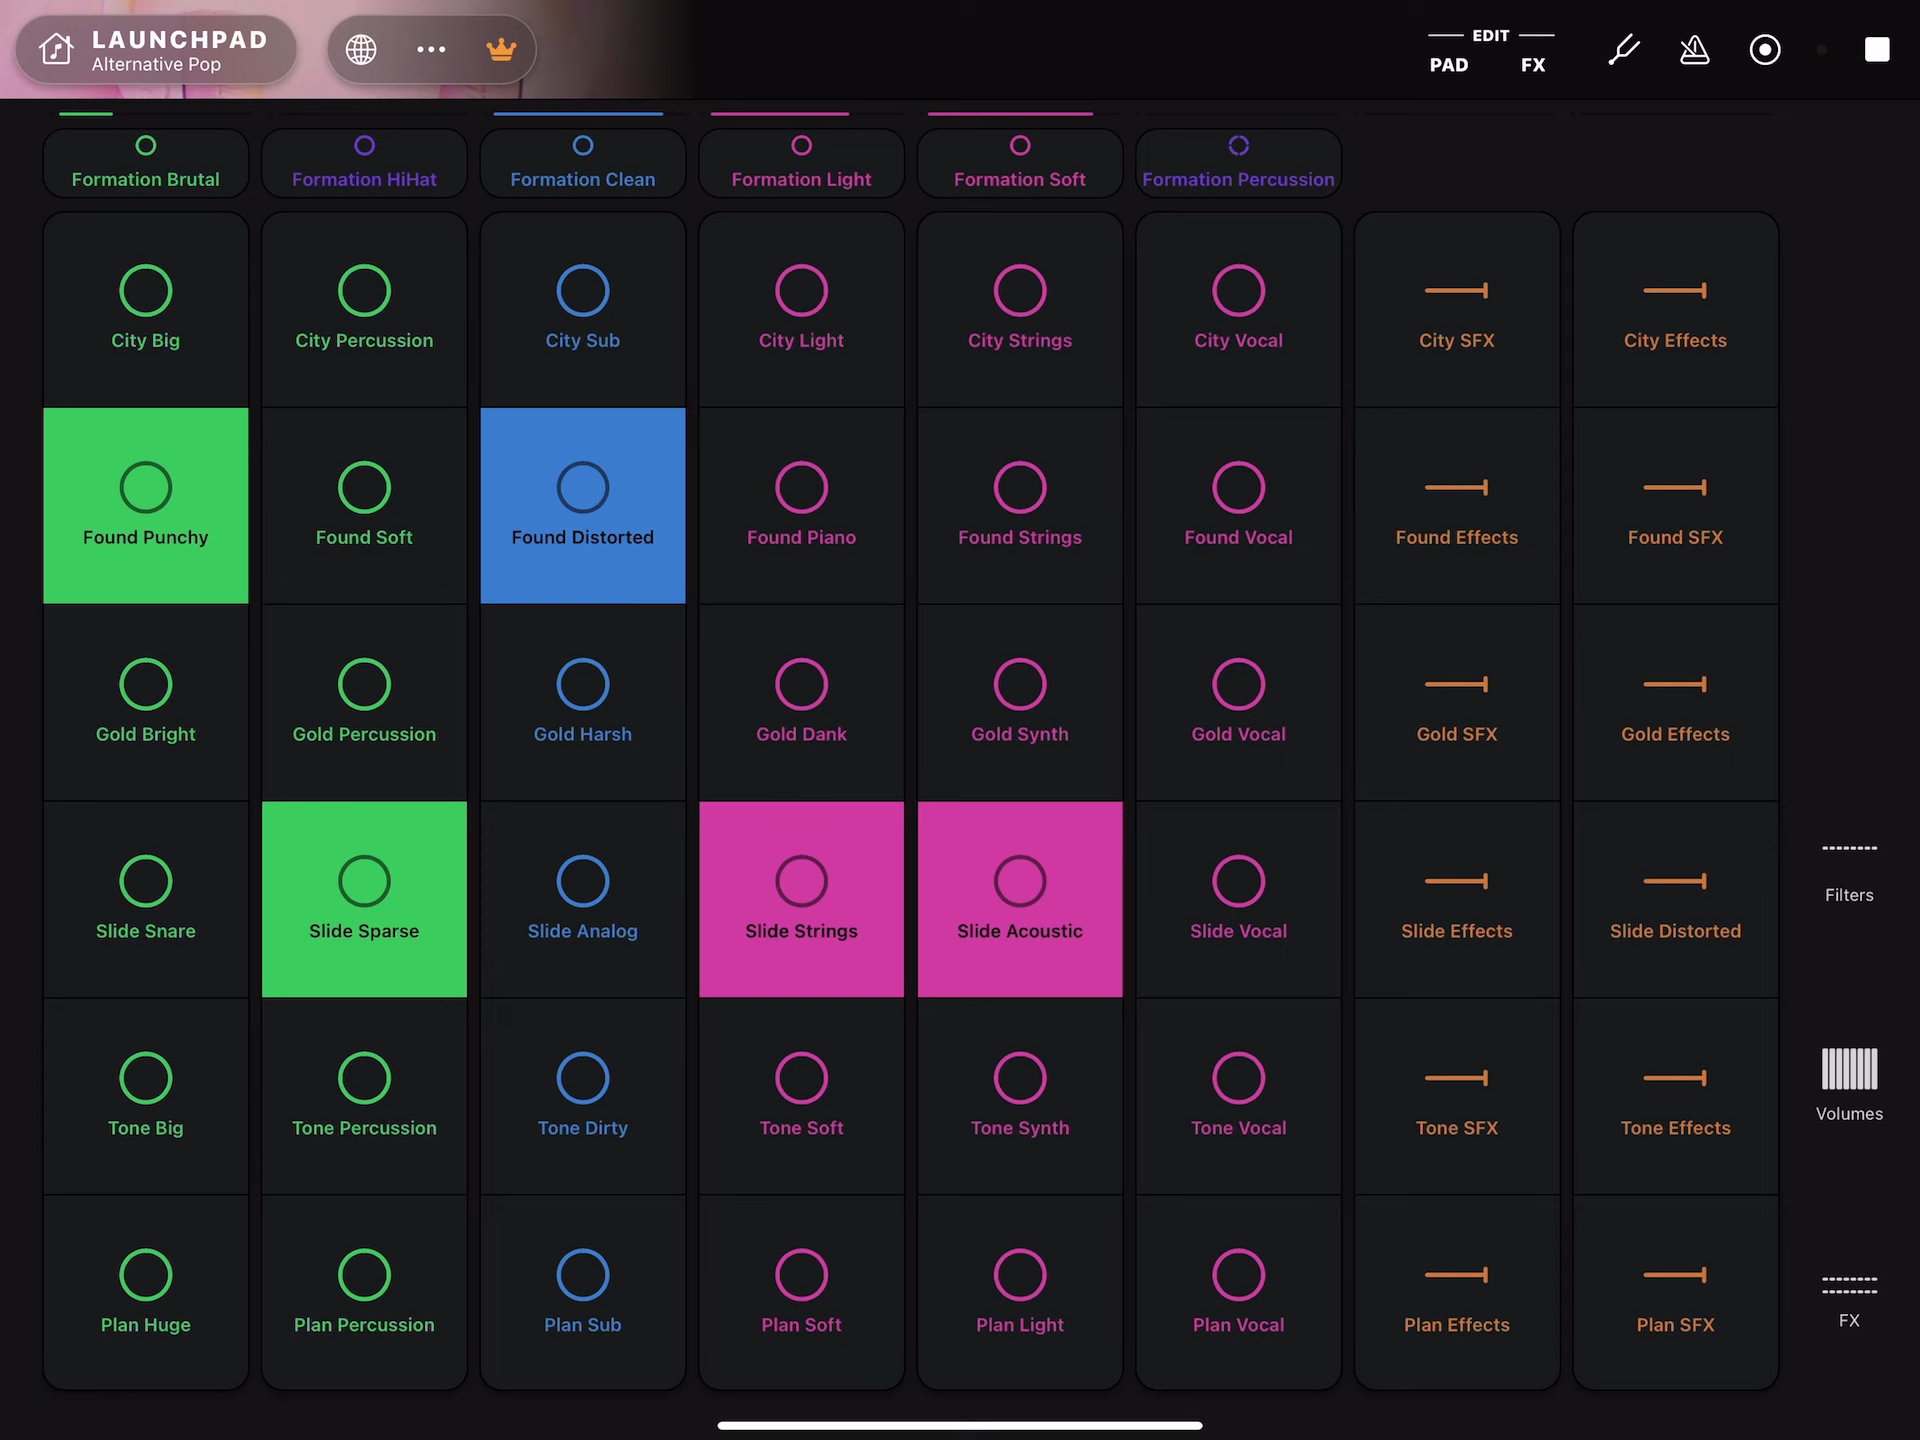 LAUNCHPAD
Alternative Pop
EDIT
PAD FX
Formation Brutal Formation HiHat Formation Clean Formation Light Formation Soft Formation Percussion
City Big City Percussion City Sub City Light City Strings City Vocal City SFX City Effects
Found Punchy Found Soft Found Distorted Found Piano Found Strings Found Vocal Found Effects Found SFX
Gold Bright Gold Percussion Gold Harsh Gold Dank Gold Synth Gold Vocal Gold SFX Gold Effects
Filters
Slide Snare Slide Sparse Slide Analog Slide Strings Slide Acoustic Slide Vocal Slide Effects Slide Distorted
Volumes
Tone Big Tone Percussion Tone Dirty Tone Soft Tone Synth Tone Vocal Tone SFX Tone Effects
FX
Plan Huge Plan Percussion Plan Sub Plan Soft Plan Light Plan Vocal Plan Effects Plan SFX